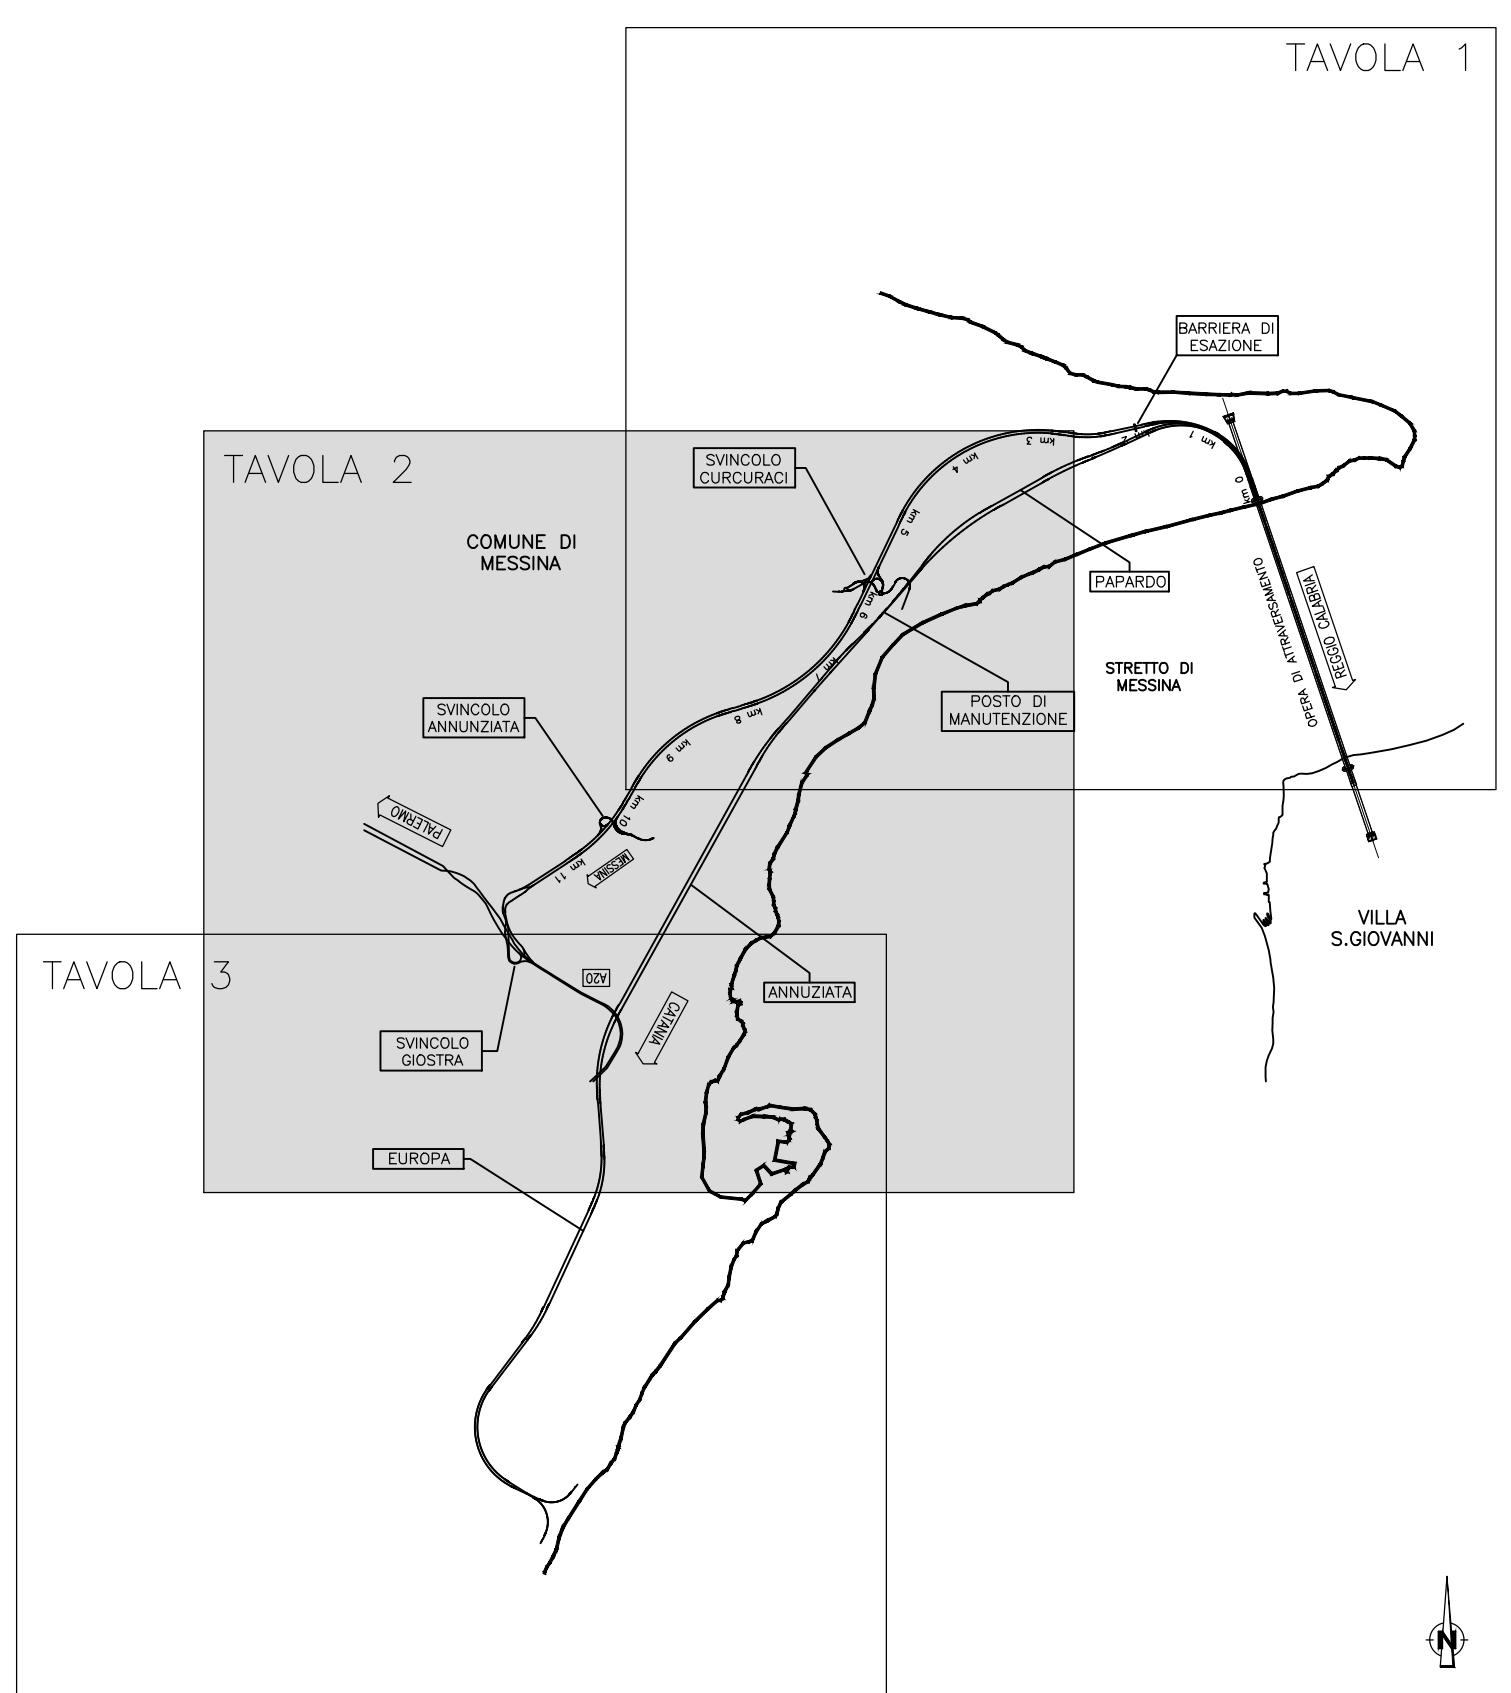 TAVOLA 1
BARRIERA DI
ESAZIONE
TAVOLA 2
SVINCOLO
CURCURACI
km 0
km 1
km 2
km 3
km 4
km 5
km 6
km 7
km 8
km 9
km 10
km 11
COMUNE DI
MESSINA
PAPARDO
OPERA DI ATTRAVERSAMENTO
REGGIO CALABRIA
STRETTO DI
MESSINA
POSTO DI
MANUTENZIONE
SVINCOLO
ANNUNZIATA
PALERMO
MESSINA
VILLA
S.GIOVANNI
TAVOLA 3
A20
ANNUZIATA
CATANIA
SVINCOLO
GIOSTRA
EUROPA
N